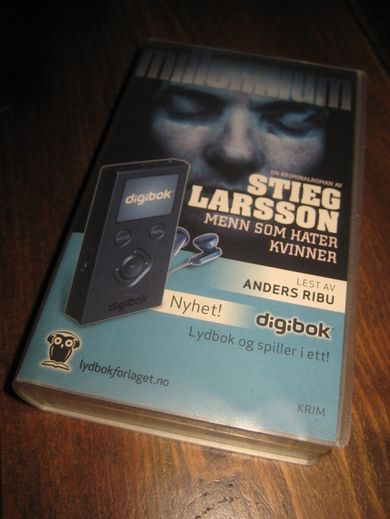 millennium
EN KRIMINALROMAN AV
STIEG
LARSSON
MENN SOM HATER
KVINNER
LEST AV
ANDERS RIBU
digibok
digibok
Nyhet!
digibok
Lydbok og spiller i ett!
lydbokforlaget.no
KRIM